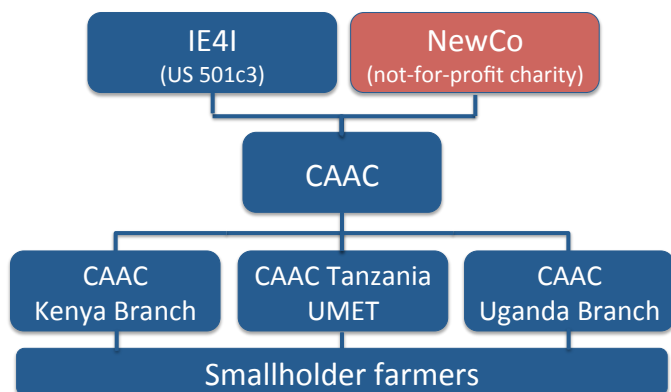 IE4I
(US 501c3)
NewCo
(not-for-profit charity)
CAAC
CAAC
Kenya Branch
CAAC Tanzania
UMET
CAAC
Uganda Branch
Smallholder farmers